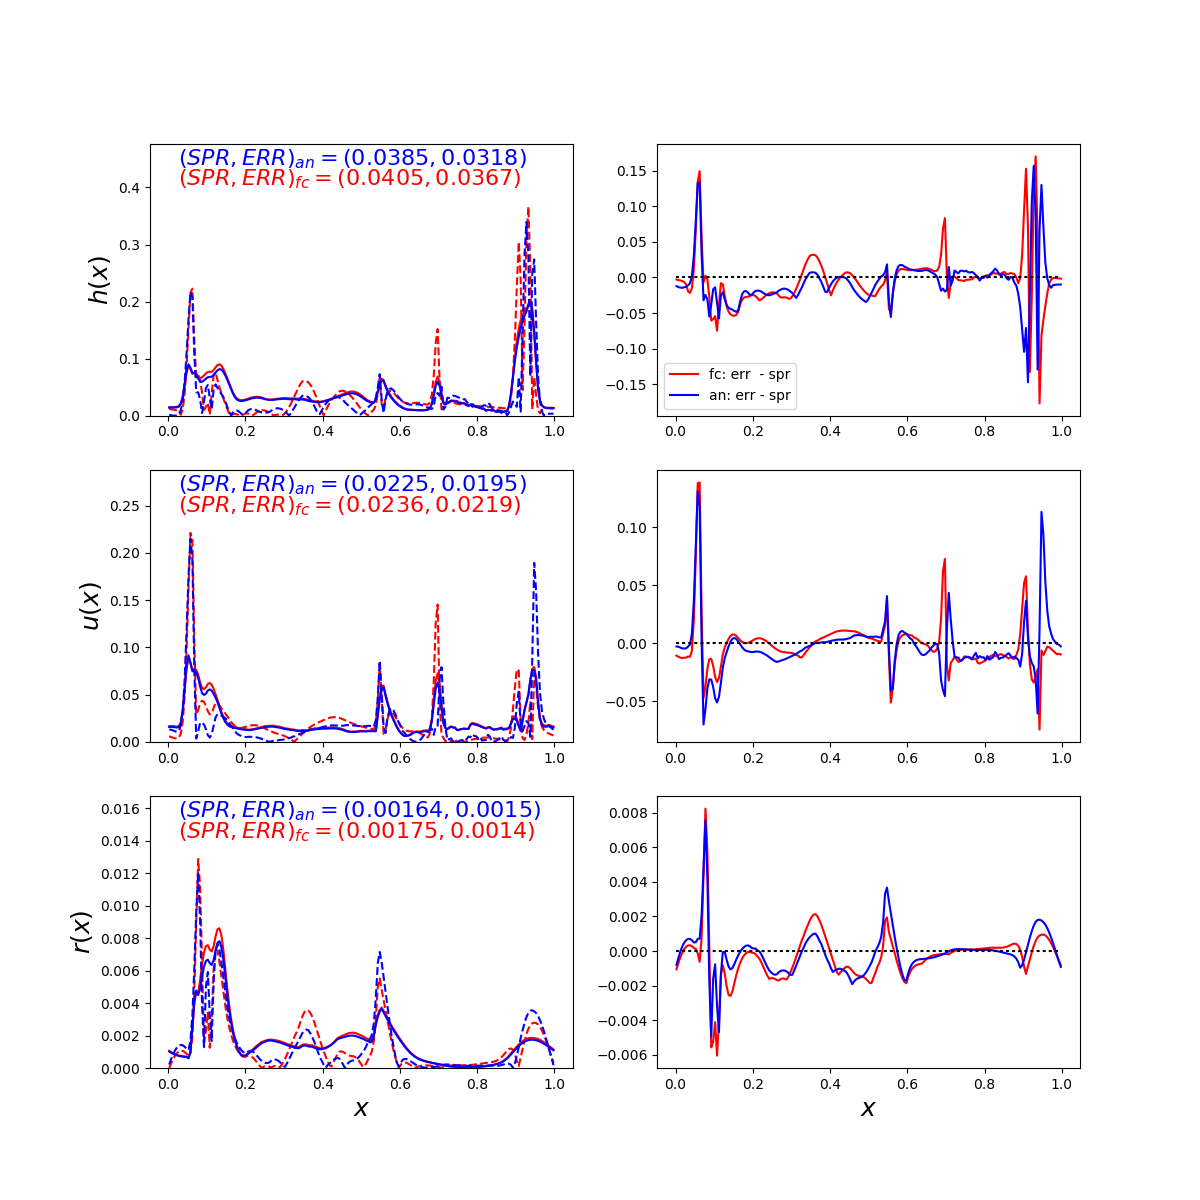 (SPR, ERR)an = (0.0385, 0.0318)
(SPR, ERR)fc = (0.0405, 0.0367)
h(x)
0.4
0.3
0.2
0.1
0.0
0.0 0.2 0.4 0.6 0.8 1.0
0.15
0.10
0.05
0.00
−0.05
−0.10
−0.15
fc: err - spr
an: err - spr
0.0 0.2 0.4 0.6 0.8 1.0
(SPR, ERR)an = (0.0225, 0.0195)
(SPR, ERR)fc = (0.0236, 0.0219)
u(x)
0.25
0.20
0.15
0.10
0.05
0.00
0.0 0.2 0.4 0.6 0.8 1.0
0.10
0.05
0.00
−0.05
0.0 0.2 0.4 0.6 0.8 1.0
(SPR, ERR)an = (0.00164, 0.0015)
(SPR, ERR)fc = (0.00175, 0.0014)
r(x)
0.016
0.014
0.012
0.010
0.008
0.006
0.004
0.002
0.000
0.0 0.2 0.4 0.6 0.8 1.0
x
0.008
0.006
0.004
0.002
0.000
−0.002
−0.004
−0.006
0.0 0.2 0.4 0.6 0.8 1.0
x